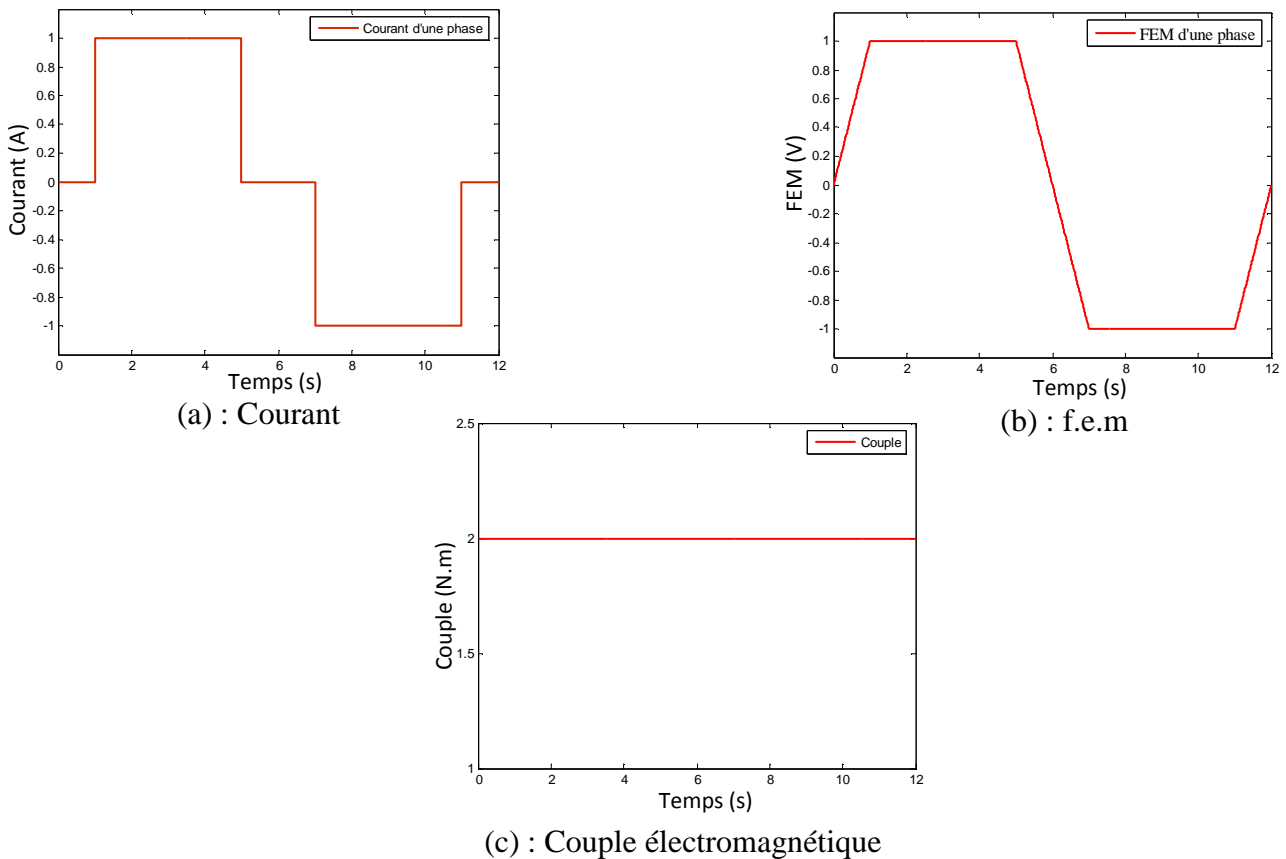 Courant d'une phase
1
0.8
0.6
0.4
0.2
0
-0.2
-0.4
-0.6
-0.8
-1
Courant (A)
0 2 4 6 8 10 12
Temps (s)
(a) : Courant
FEM d'une phase
1
0.8
0.6
0.4
0.2
0
-0.2
-0.4
-0.6
-0.8
-1
FEM (V)
0 2 4 6 8 10 12
Temps (s)
(b) : f.e.m
Couple
2.5
2
1.5
1
Couple (N.m)
0 2 4 6 8 10 12
Temps (s)
(c) : Couple électromagnétique